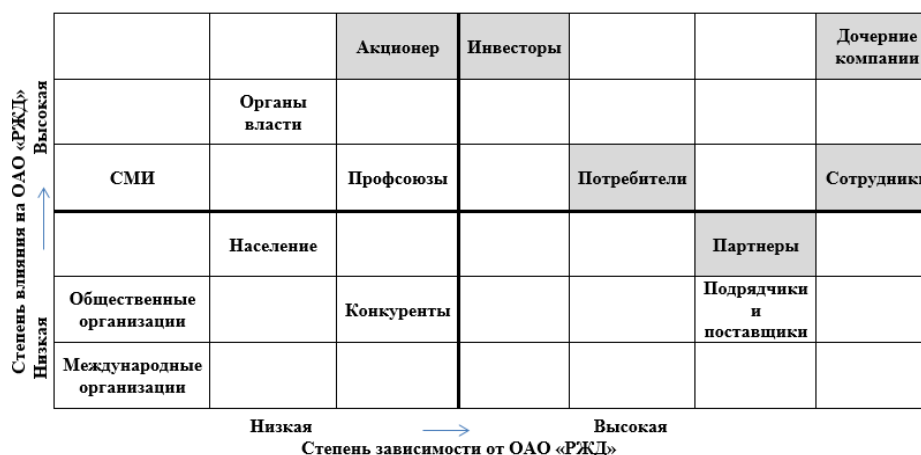 Степень влияния на ОАО «РЖД»
Низкая
Высокая
Акционер
Инвесторы
Дочерние
компании
Органы
власти
СМИ
Профсоюзы
Потребители
Сотрудники
Население
Партнеры
Общественные
организации
Конкуренты
Подрядчики
и
поставщики
Международные
организации
Низкая
Высокая
Степень зависимости от ОАО «РЖД»